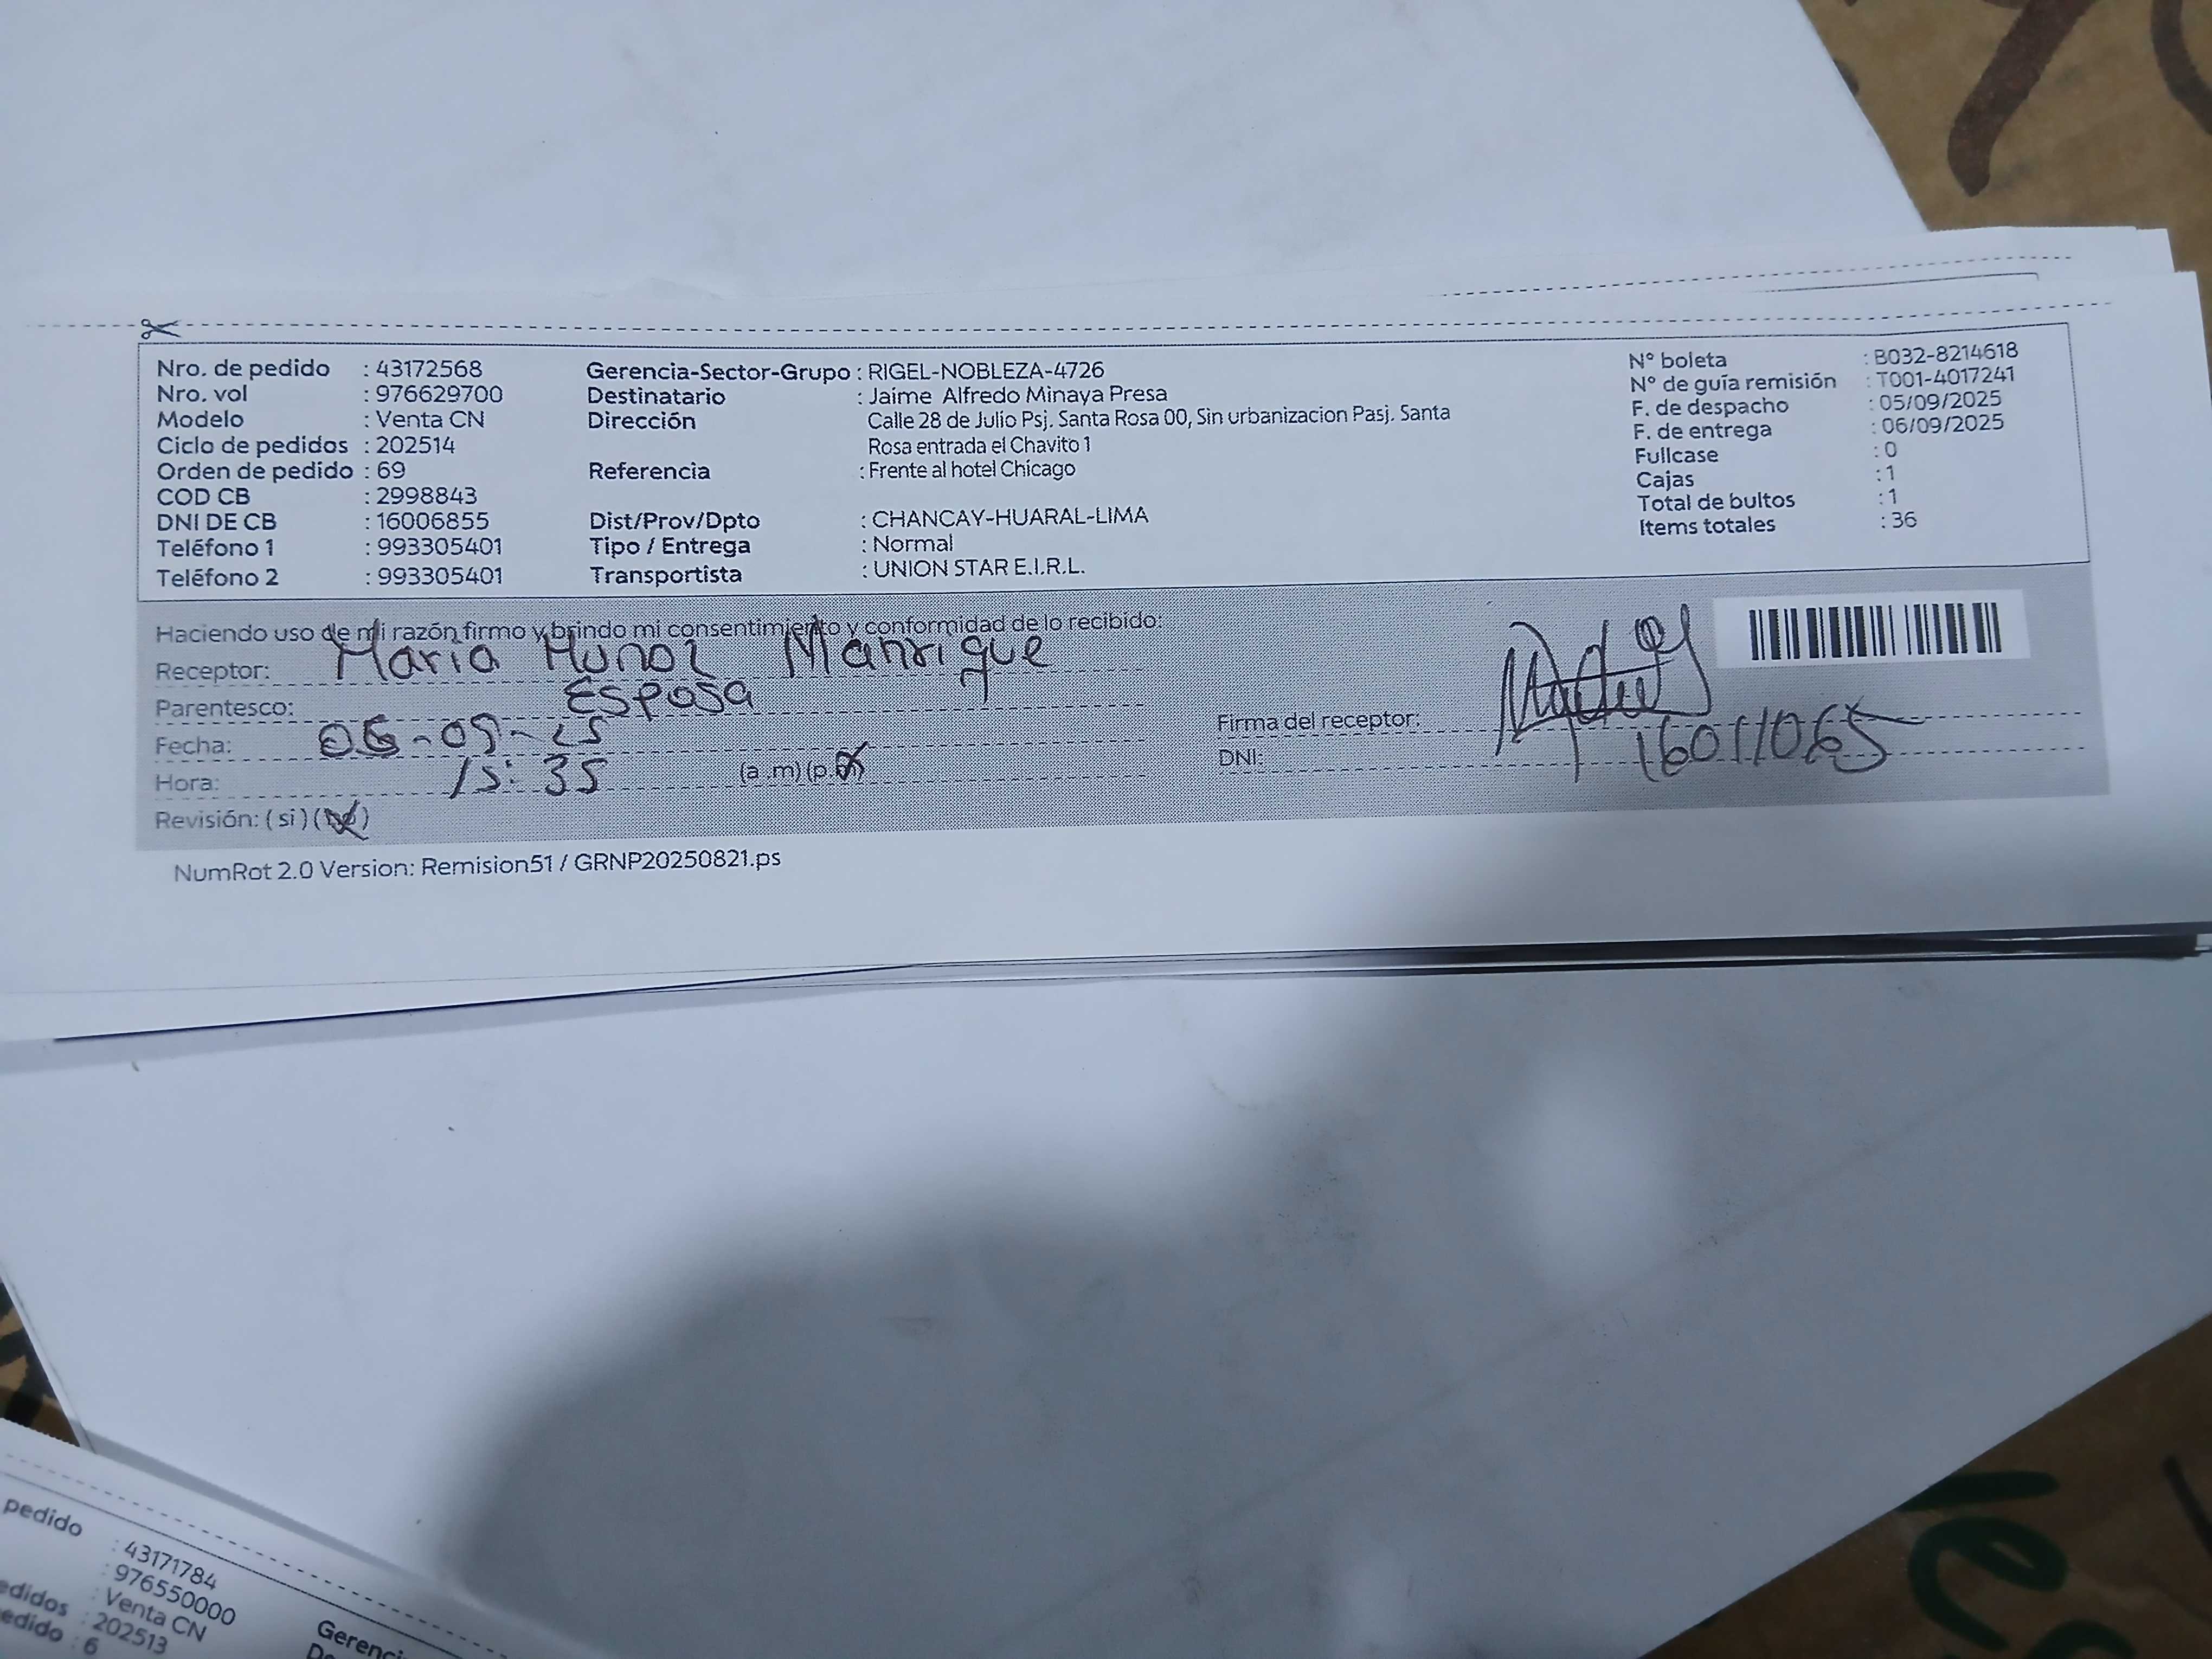 Nro. de pedido : 43172568
Nro. vol : 976629700
Modelo : Venta CN
Ciclo de pedidos : 202514
Orden de pedido : 69
COD CB : 2998843
DNI DE CB : 16006855
Teléfono 1 : 993305401
Teléfono 2 : 993305401
Gerencia-Sector-Grupo : RIGEL-NOBLEZA-4726
Destinatario : Jaime Alfredo Minaya Presa
Dirección Calle 28 de Julio Psj. Santa Rosa 00, Sin urbanizacion Pasj. Santa
Rosa entrada el Chavito 1
Referencia : Frente al hotel Chicago
Dist/Prov/Dpto : CHANCAY-HUARAL-LIMA
Tipo / Entrega : Normal
Transportista : UNION STAR E.I.R.L.
N° boleta : B032-8214618
N° de guía remisión : T001-4017241
F. de despacho : 05/09/2025
F. de entrega : 06/09/2025
Fullcase : 0
Cajas : 1
Total de bultos : 1
Items totales : 36
Haciendo uso de mi razón firmo y brindo mi consentimiento y conformidad de lo recibido:
Receptor: Maria Muñoz Manrique
Parentesco: Esposa
Fecha: 06-09-25
Hora: 15:35 (a .m) (p.m)
Revisión: ( si ) (no)
Firma del receptor:
DNI: 16011065
NumRot 2.0 Version: Remision51 / GRNP20250821.ps
pedido : 43171784
: 976550000
: Venta CN
edidos : 202513
edido : 6
Gerenci